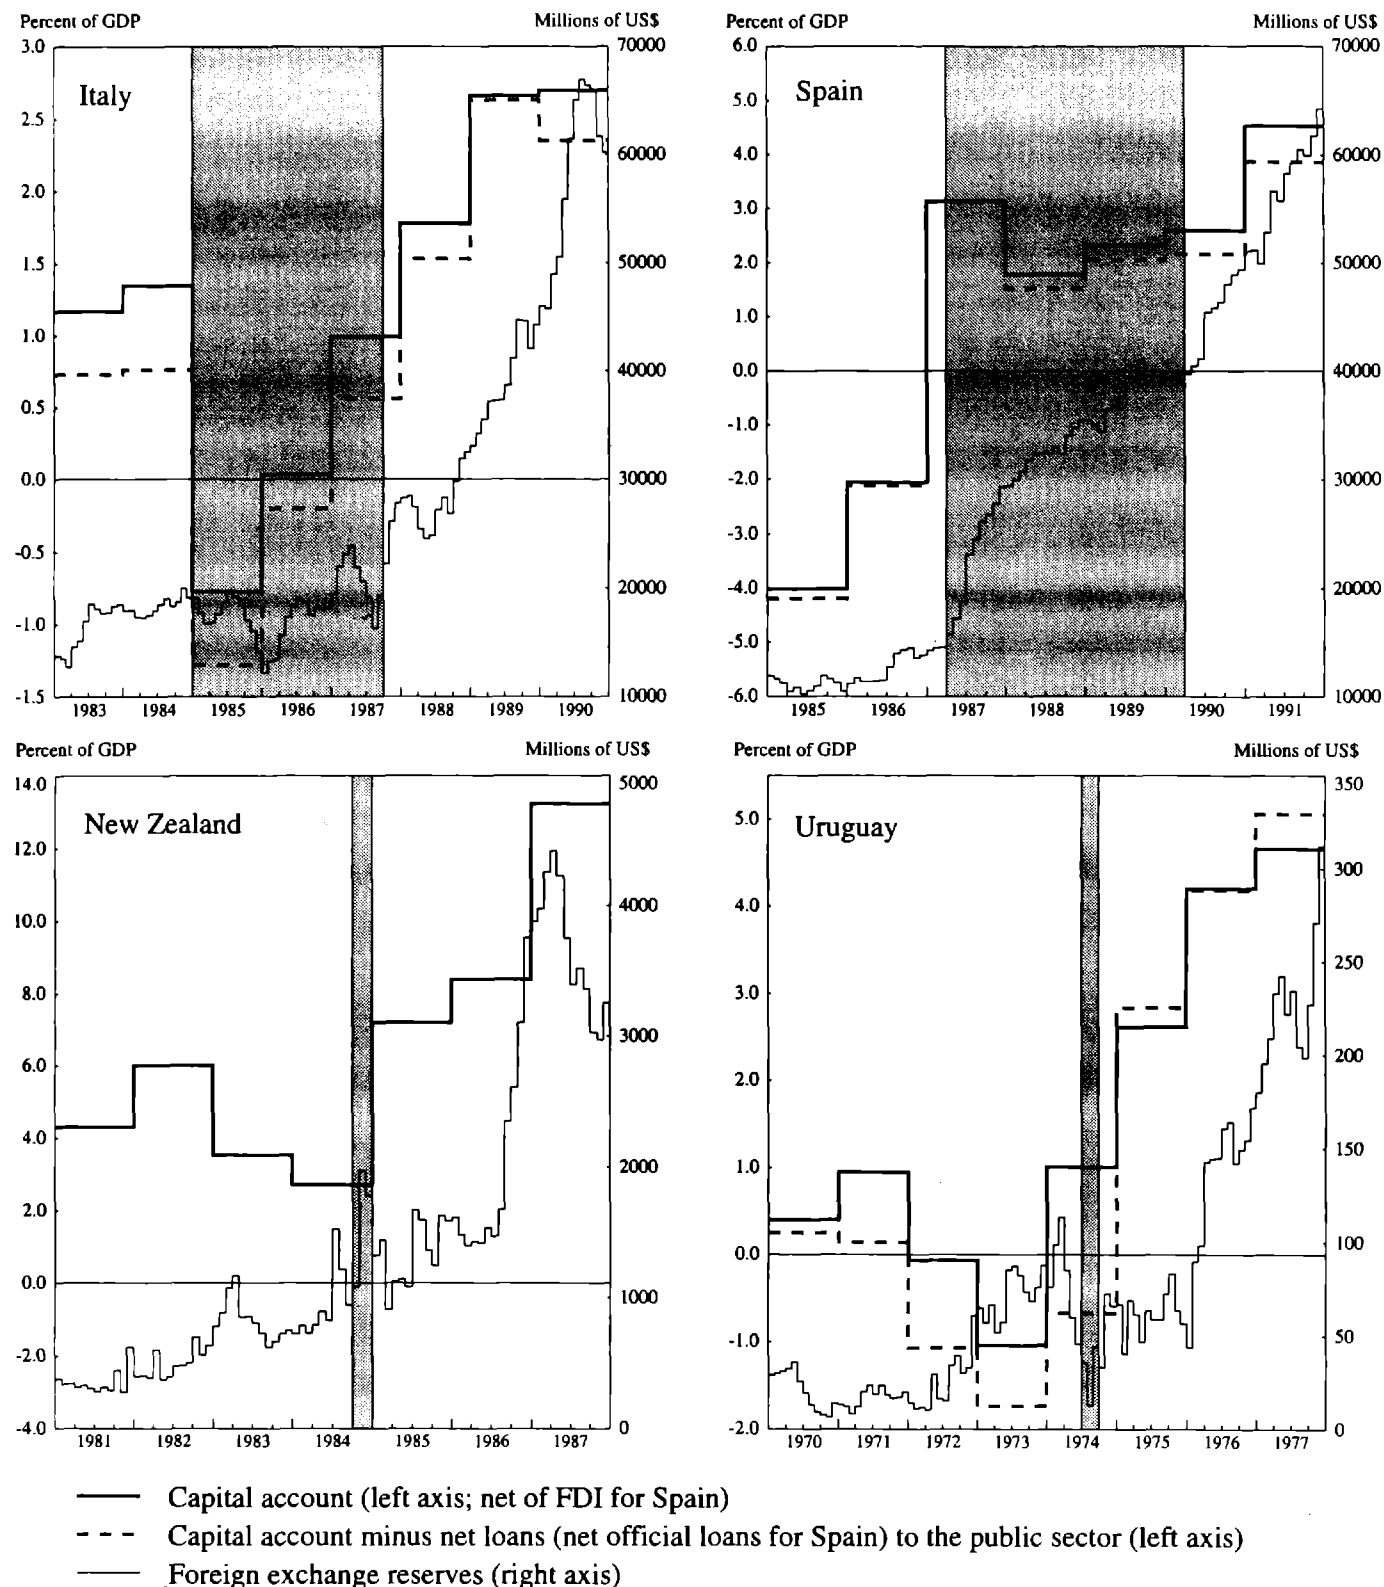 Percent of GDP Millions of US$ Percent of GDP Millions of US$
3.0 70000 6.0 70000
Italy Spain
2.5 60000 5.0 60000
4.0
2.0 3.0
50000 50000
1.5 2.0
1.0 1.0
40000 0.0 40000
0.5 -1.0
0.0 30000 -2.0 30000
-0.5 -3.0
20000 -4.0 20000
-1.0 -5.0
-1.5 10000 -6.0 10000
1983 1984 1985 1986 1987 1988 1989 1990 1985 1986 1987 1988 1989 1990 1991
Percent of GDP Millions of US$ Percent of GDP Millions of US$
14.0 5000 350
New Zealand Uruguay
12.0 5.0
300
10.0 4000 4.0
250
8.0 3.0
3000
6.0 200
2.0
4.0 2000 150
1.0
2.0
0.0 1000 0.0 100
-2.0 -1.0 50
-4.0 0 -2.0 0
1981 1982 1983 1984 1985 1986 1987 1970 1971 1972 1973 1974 1975 1976 1977
Capital account (left axis; net of FDI for Spain)
Capital account minus net loans (net official loans for Spain) to the public sector (left axis)
Foreign exchange reserves (right axis)